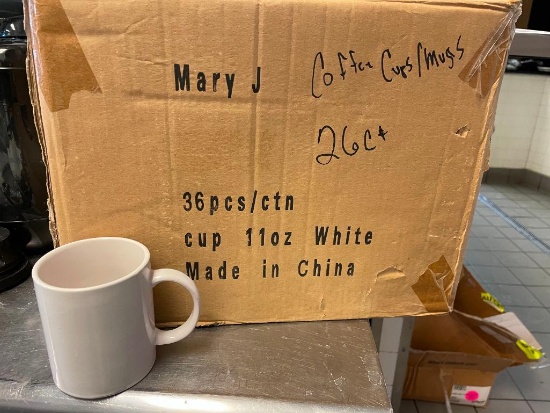 Mary J
Coffee Cups/Mugs
26ct
36pcs/ctn
cup 11oz White
Made in China